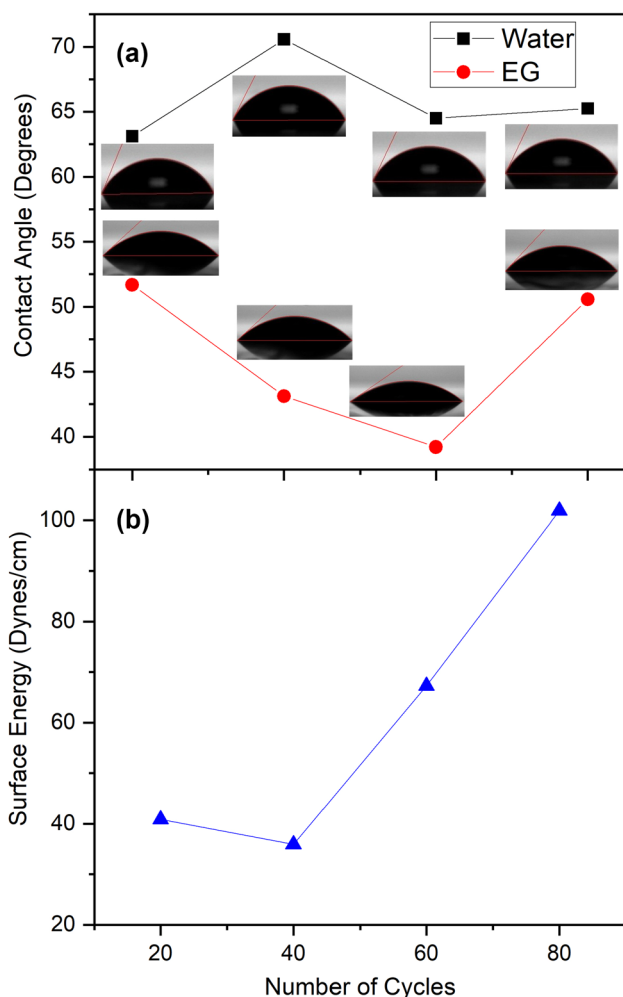 (a)
Water
EG
70
65
60
55
50
45
40
Contact Angle (Degrees)
(b)
100
80
60
40
20
Surface Energy (Dynes/cm)
20 40 60 80
Number of Cycles